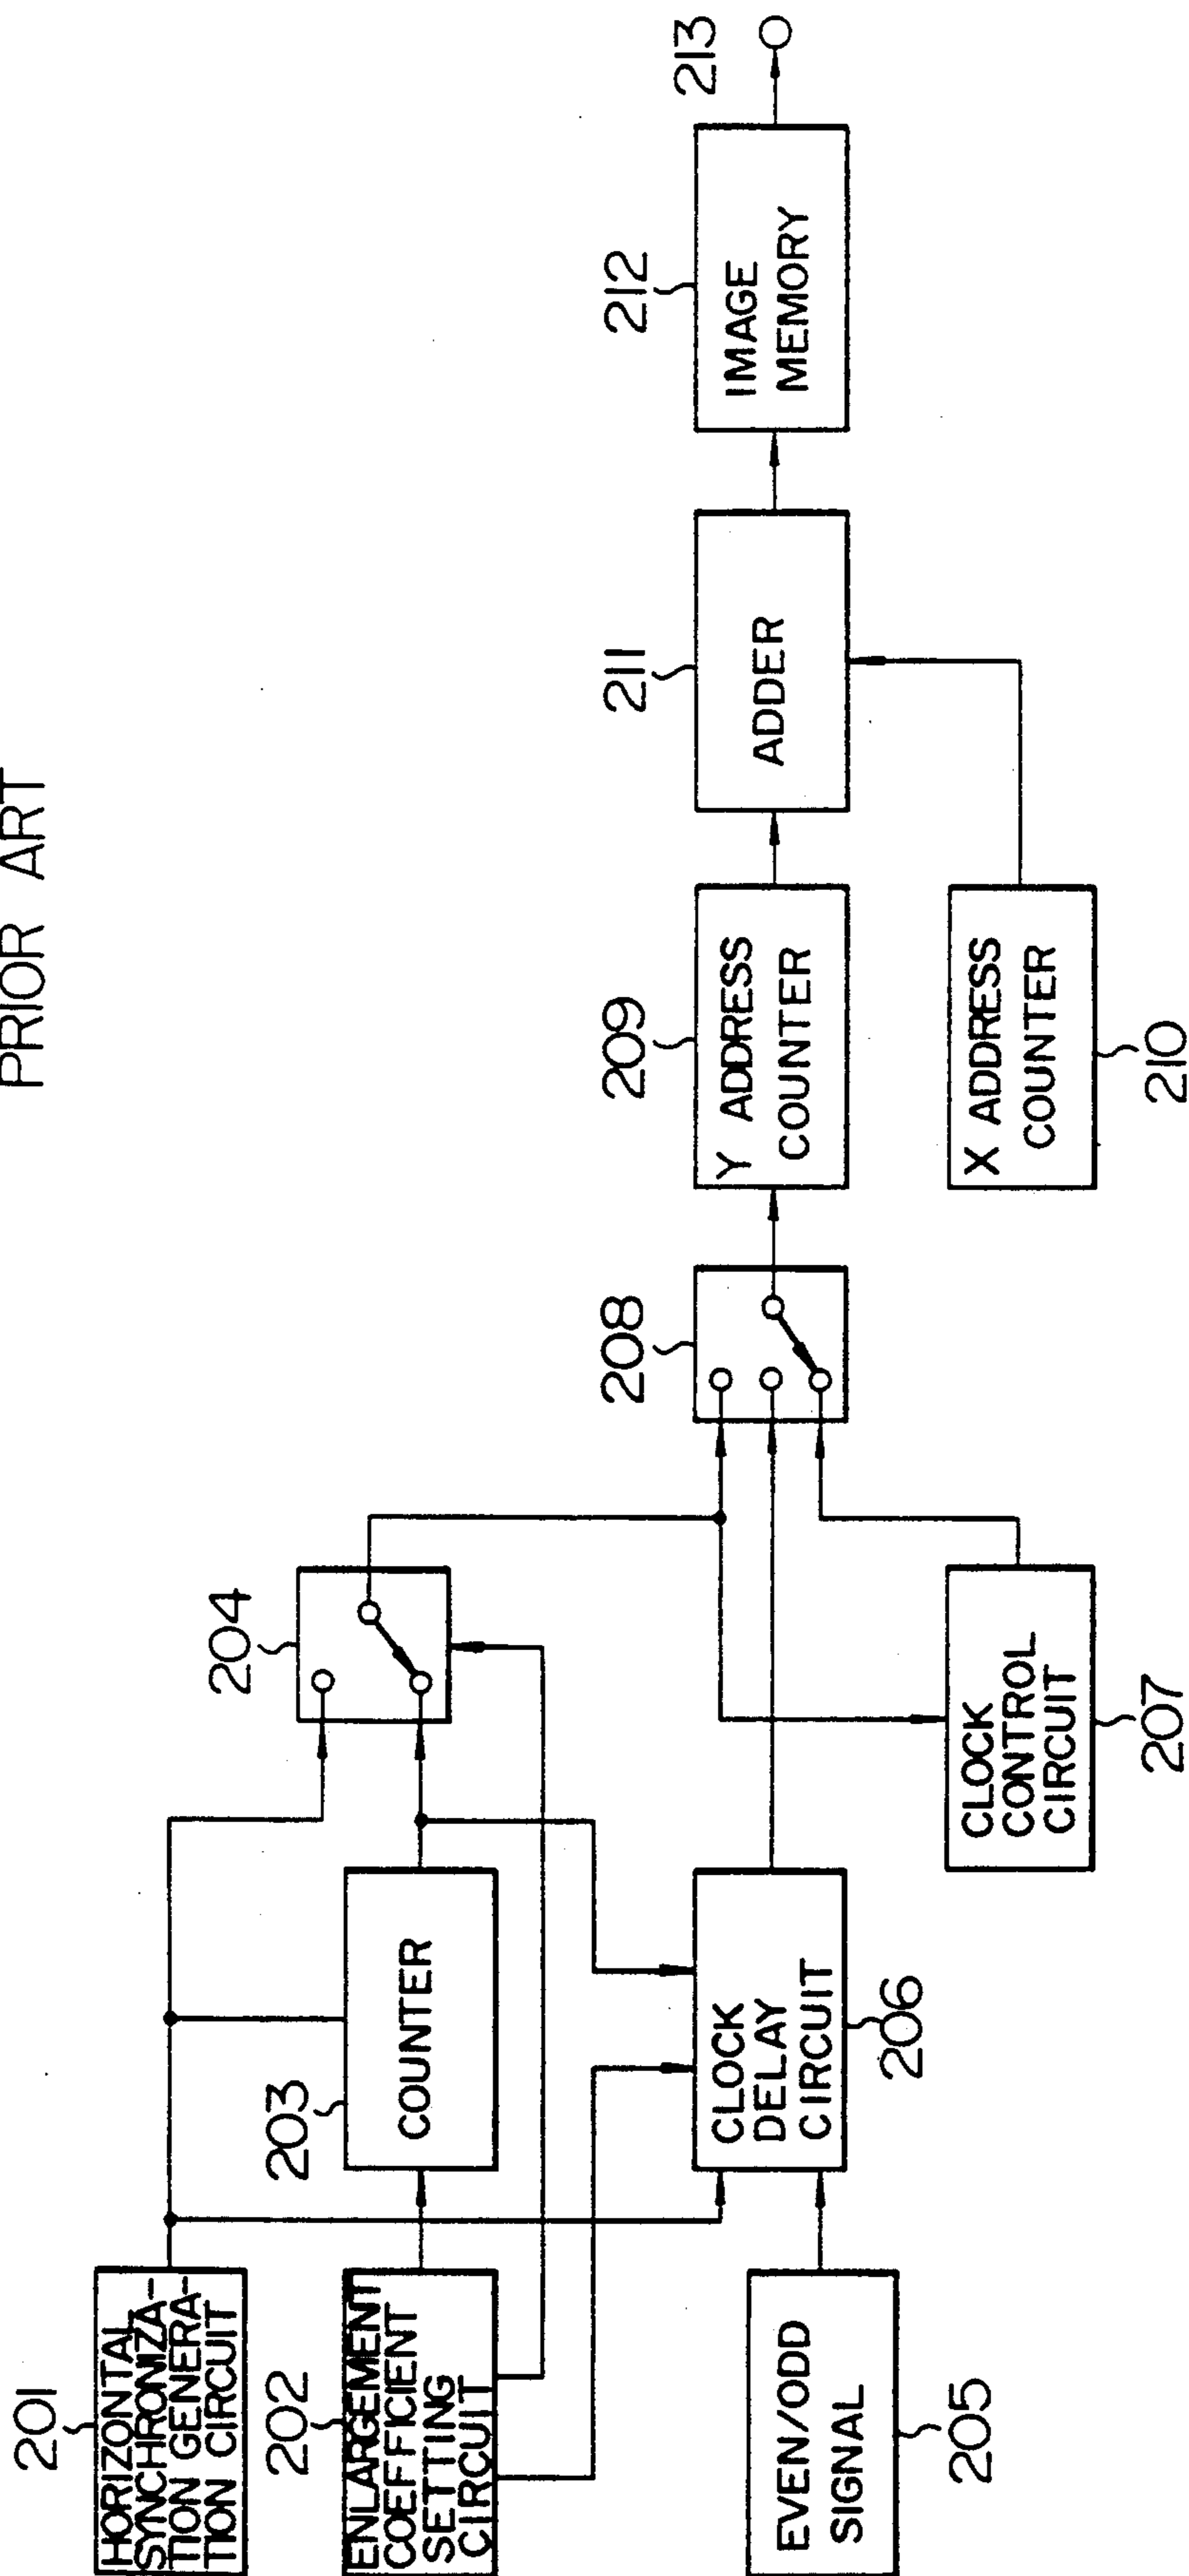 PRIOR ART
201
HORIZONTAL
SYNCHRONIZA-
TION GENERA-
TION CIRCUIT
202
ENLARGEMENT
COEFFICIENT
SETTING
CIRCUIT
203
COUNTER
204
205
EVEN/ODD
SIGNAL
206
CLOCK
DELAY
CIRCUIT
207
CLOCK
CONTROL
CIRCUIT
208
209
Y ADDRESS
COUNTER
210
X ADDRESS
COUNTER
211
ADDER
212
IMAGE
MEMORY
213